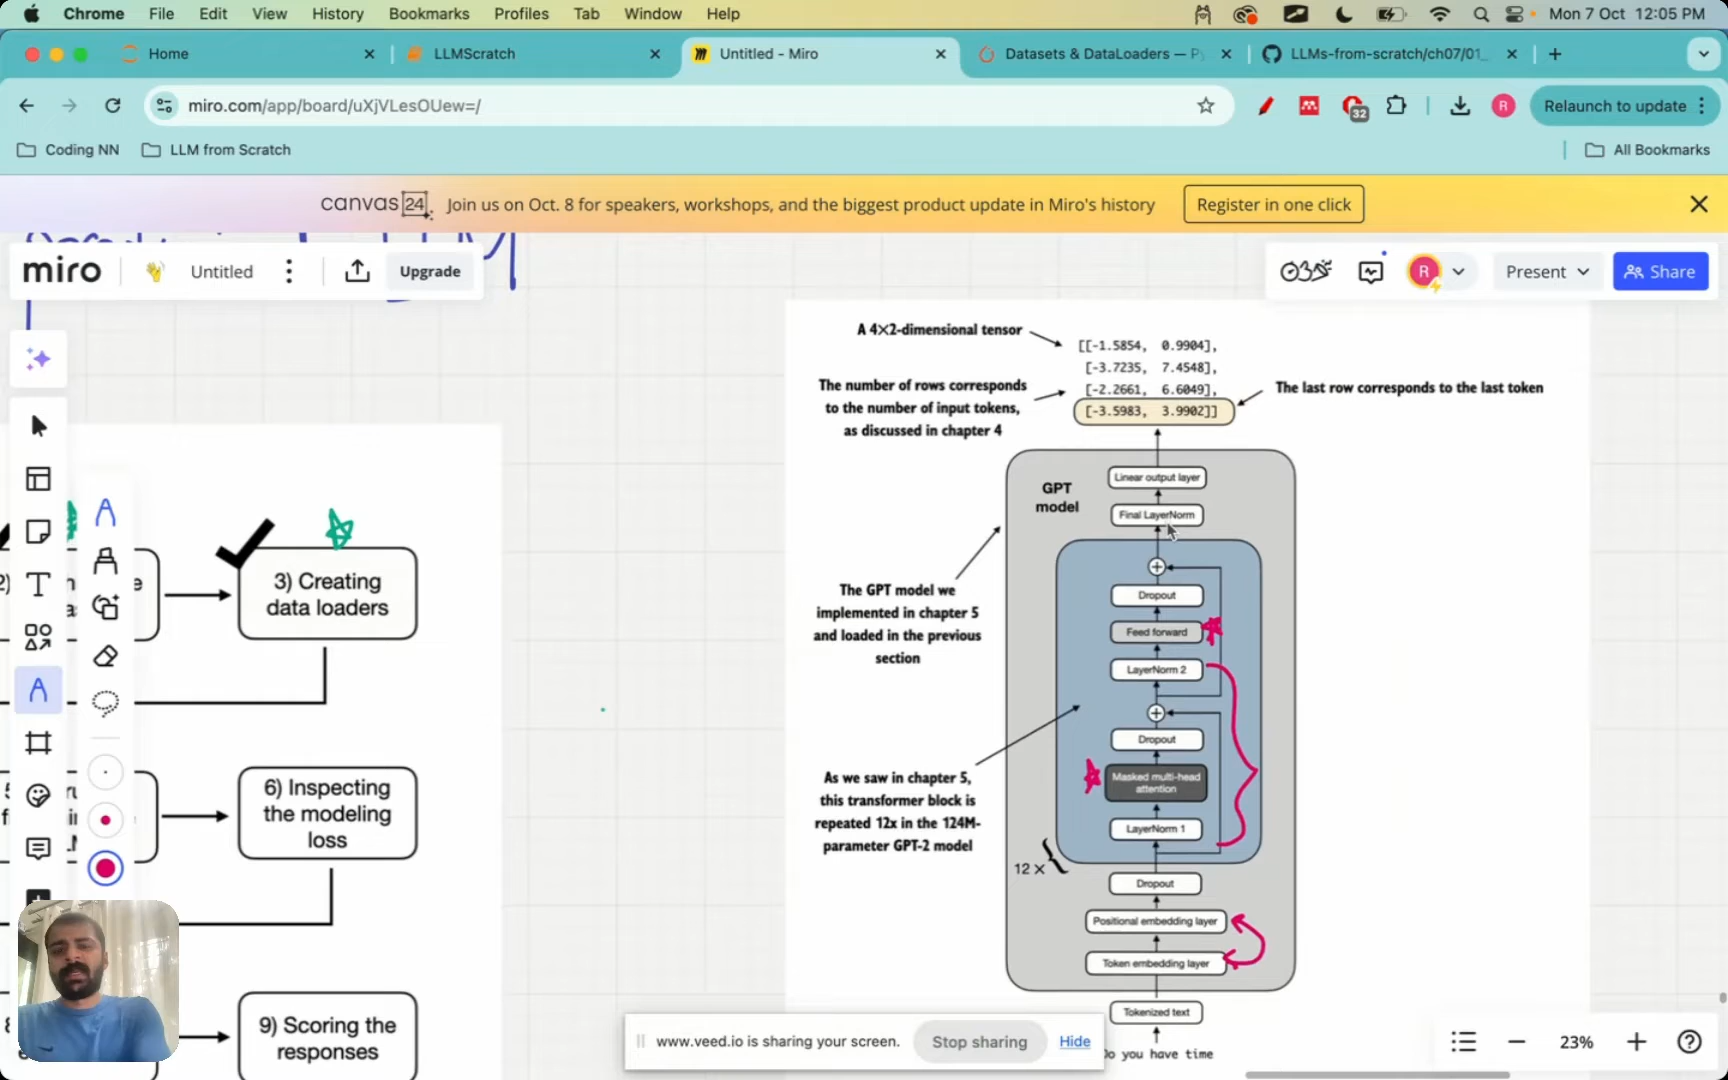 Chrome File Edit View History Bookmarks Profiles Tab Window Help Mon 7 Oct 12:05 PM
Home LLMScratch Untitled - Miro Datasets & DataLoaders — P LLMs-from-scratch/ch07/01_
miro.com/app/board/uXjVLesOUew=/ 32 R Relaunch to update
Coding NN LLM from Scratch All Bookmarks
canvas 24 Join us on Oct. 8 for speakers, workshops, and the biggest product update in Miro's history Register in one click
miro Untitled Upgrade R Present Share
A 4×2-dimensional tensor
[[-1.5854, 0.9904],
[-3.7235, 7.4548],
[-2.2661, 6.6049],
[-3.5983, 3.9902]]
The number of rows corresponds
to the number of input tokens,
as discussed in chapter 4
The last row corresponds to the last token
GPT
model
Linear output layer
Final LayerNorm
Dropout
Feed forward
LayerNorm 2
Dropout
Masked multi-head
attention
LayerNorm 1
12 ×
Dropout
Positional embedding layer
Token embedding layer
Tokenized text
Do you have time
The GPT model we
implemented in chapter 5
and loaded in the previous
section
As we saw in chapter 5,
this transformer block is
repeated 12x in the 124M-
parameter GPT-2 model
3) Creating
data loaders
6) Inspecting
the modeling
loss
9) Scoring the
responses
www.veed.io is sharing your screen. Stop sharing Hide
23%